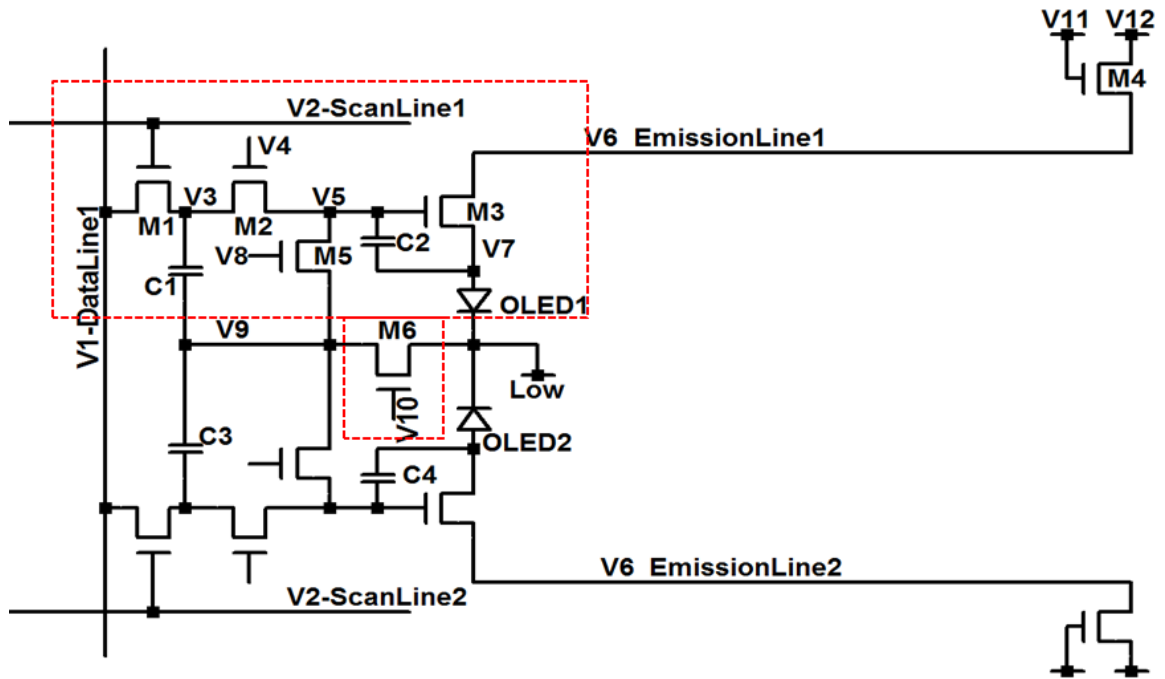 V11 V12
M4
V2-ScanLine1
V4
V6 EmissionLine1
V3
V5
M1
M2
M3
V8
M5
C2
V7
C1
OLED1
V1-DataLine1
V9
M6
Low
V10
C3
OLED2
C4
V6 EmissionLine2
V2-ScanLine2